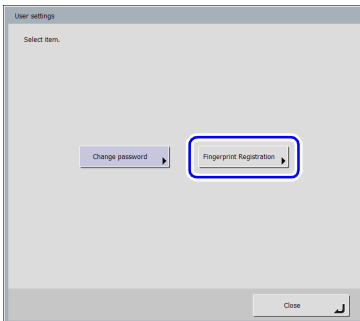 User settings
Select item.
Change password
Fingerprint Registration
Close